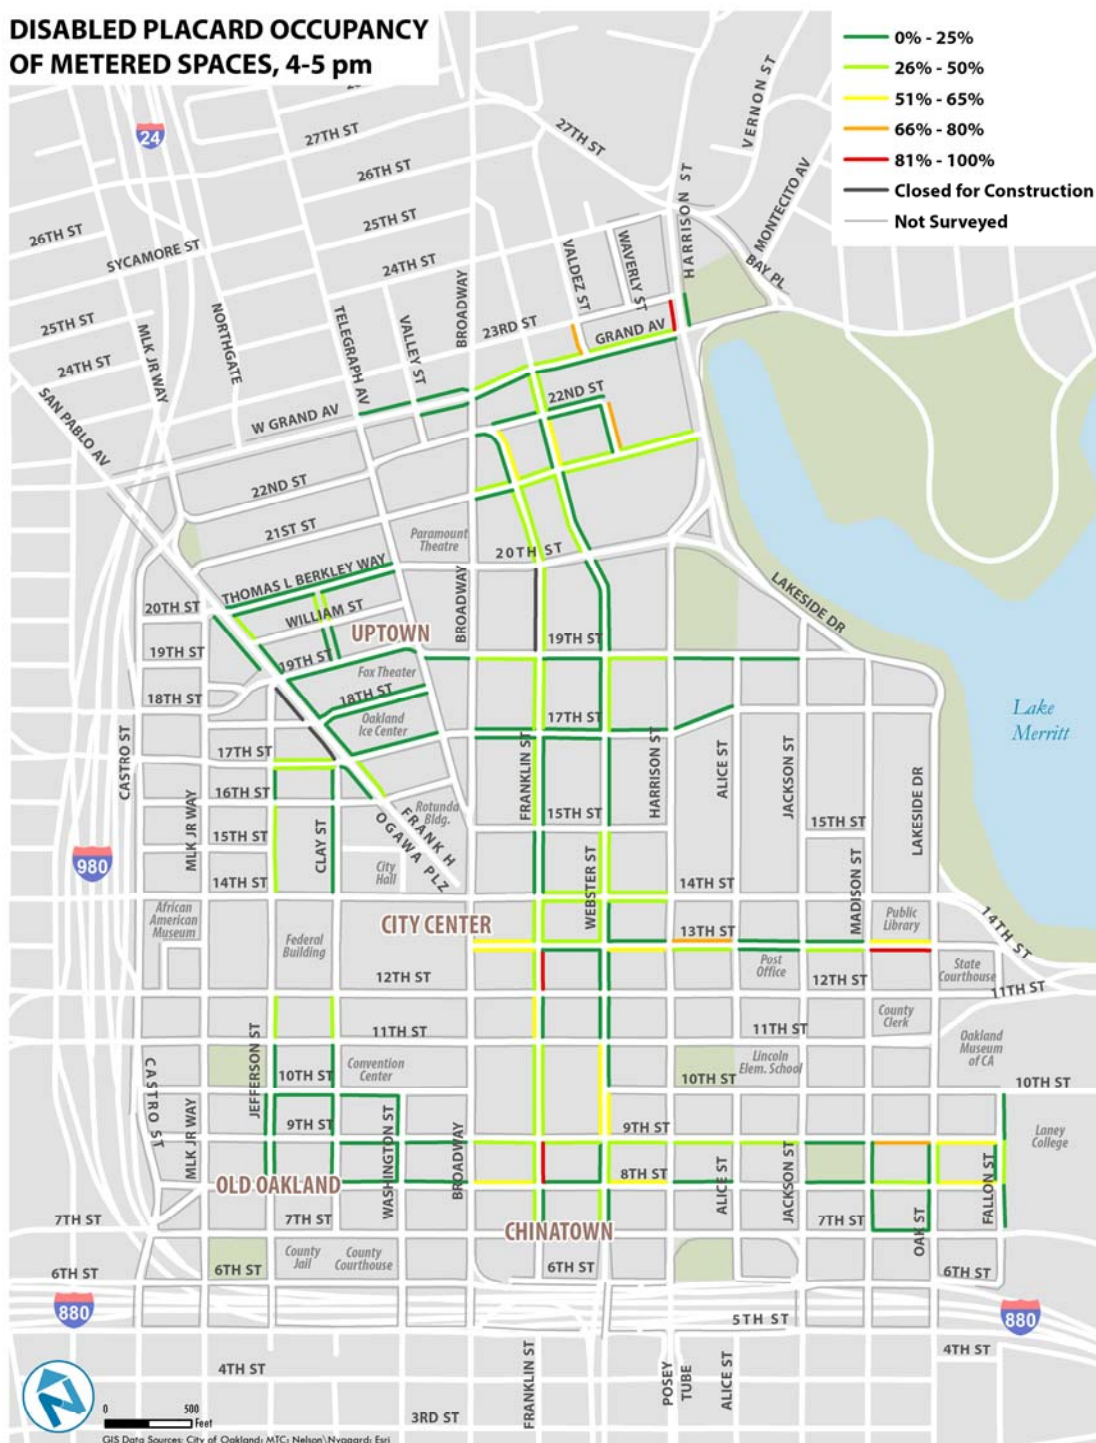 DISABLED PLACARD OCCUPANCY
OF METERED SPACES, 4-5 pm
0% - 25%
26% - 50%
51% - 65%
66% - 80%
81% - 100%
Closed for Construction
Not Surveyed
24
27TH ST
27TH ST
VERNON ST
26TH ST
HARRISON ST
MONTECITO AV
25TH ST
26TH ST
SYCAMORE ST
24TH ST
VALDEZ ST
WAVERLY ST
BAY PL
25TH ST
MLK JR WAY
NORTHGATE
TELEGRAPH AV
VALLEY ST
BROADWAY
23RD ST
GRAND AV
24TH ST
SAN PABLO AV
W GRAND AV
22ND ST
22ND ST
21ST ST
Paramount
Theatre
20TH ST
THOMAS L BERKLEY WAY
LAKESIDE DR
20TH ST
WILLIAM ST
UPTOWN
BROADWAY
19TH ST
19TH ST
19TH ST
Fox Theater
18TH ST
18TH ST
Oakland
Ice Center
17TH ST
Lake
Merritt
CASTRO ST
17TH ST
FRANKLIN ST
HARRISON ST
ALICE ST
JACKSON ST
LAKESIDE DR
16TH ST
MLK JR WAY
Rotunda
Bldg.
FRANK H
OGAWA PLZ
15TH ST
15TH ST
15TH ST
CLAY ST
City
Hall
980
WEBSTER ST
MADISON ST
14TH ST
14TH ST
14TH ST
African
American
Museum
CITY CENTER
13TH ST
Public
Library
Federal
Building
12TH ST
Post
Office
12TH ST
State
Courthouse
11TH ST
County
Clerk
JEFFERSON ST
11TH ST
11TH ST
Oakland
Museum
of CA
CASTRO ST
10TH ST
Convention
Center
10TH ST
Lincoln
Elem. School
10TH ST
MLK JR WAY
9TH ST
WASHINGTON ST
BROADWAY
9TH ST
Laney
College
OLD OAKLAND
8TH ST
ALICE ST
JACKSON ST
FALLON ST
7TH ST
7TH ST
CHINATOWN
7TH ST
OAK ST
6TH ST
6TH ST
County
Jail
County
Courthouse
6TH ST
6TH ST
880
5TH ST
880
4TH ST
FRANKLIN ST
POSEY
TUBE
ALICE ST
4TH ST
N
0 500
Feet
3RD ST
GIS Data Sources: City of Oakland; MTC; Nelson\Nygaard; Esri